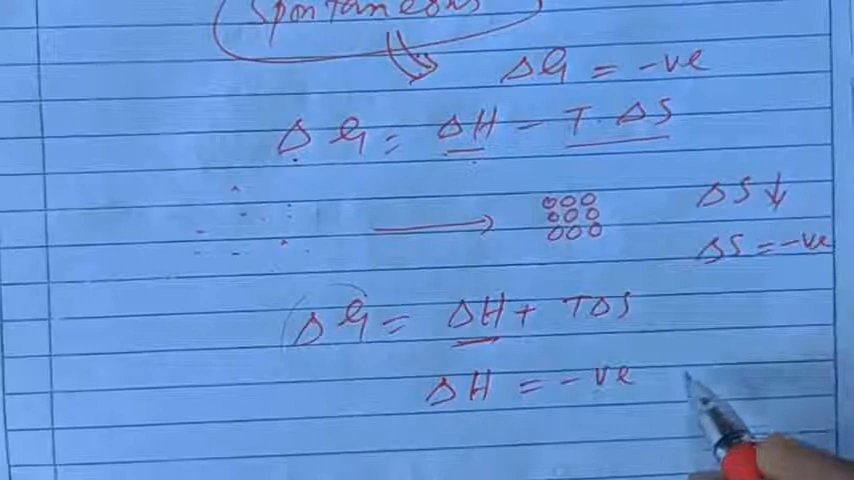 Spontaneous
ΔG = -ve
ΔG = ΔH - T.ΔS
ΔS↓
ΔS = -ve
ΔG = ΔH + TΔS
ΔH = -ve